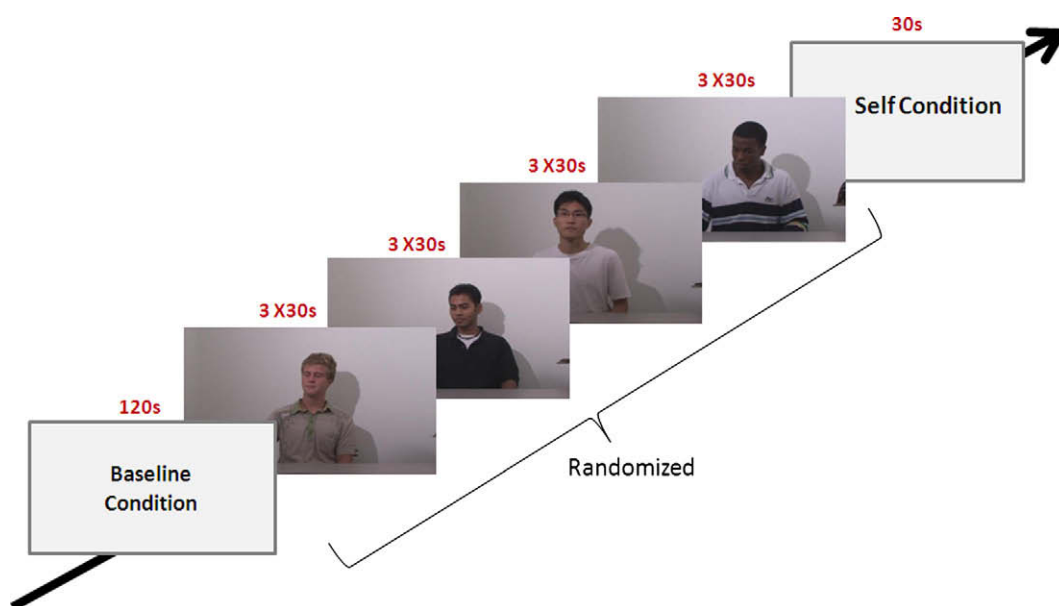 30s
Self Condition
3 X30s
3 X30s
3 X30s
3 X30s
120s
Baseline
Condition
Randomized